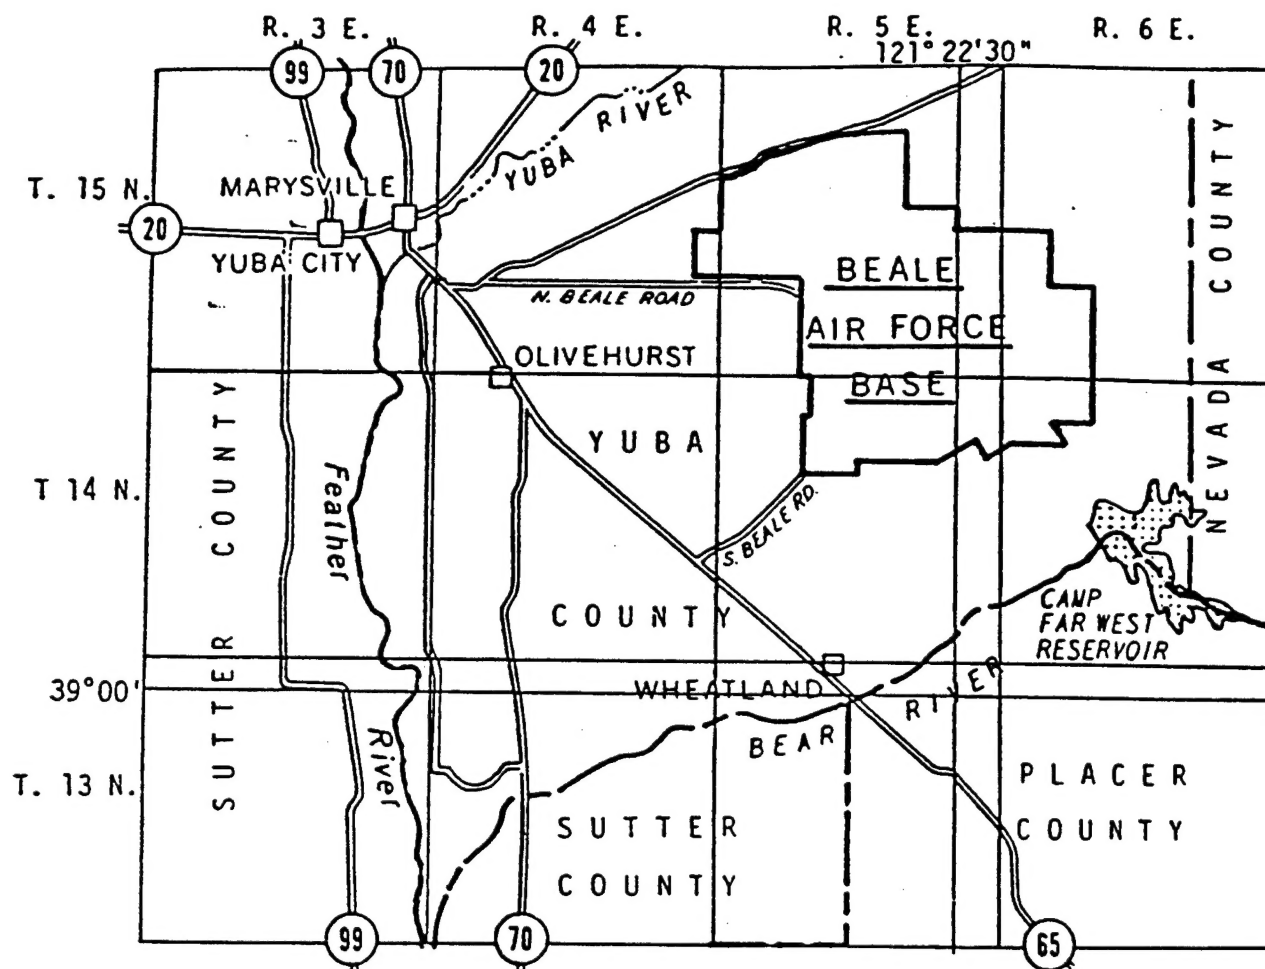 R. 3 E.
R. 4 E.
R. 5 E.
R. 6 E.
121° 22'30"
99
70
20
YUBA RIVER
T. 15 N.
MARYSVILLE
20
YUBA CITY
BEALE
N. BEALE ROAD
AIR FORCE
OLIVEHURST
BASE
NEVADA COUNTY
YUBA
SUTTER COUNTY
T 14 N.
Feather
River
S. BEALE RD.
COUNTY
CAMP
FAR WEST
RESERVOIR
39°00'
WHEATLAND
BEAR RIVER
T. 13 N.
PLACER
COUNTY
SUTTER
COUNTY
99
70
65